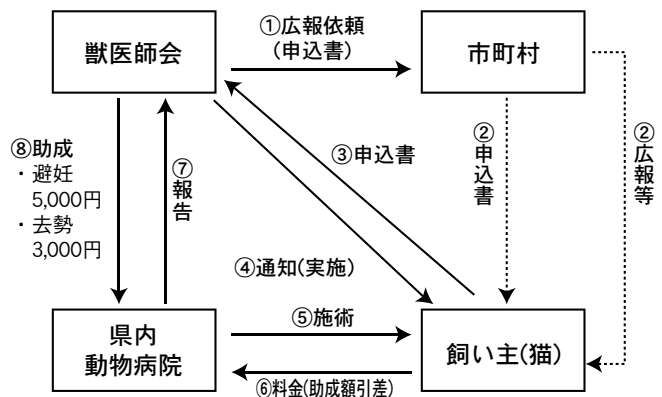 獣医師会
①広報依頼
(申込書)
市町村
⑧助成
・避妊
5,000円
・去勢
3,000円
⑦報告
③申込書
②申込書
②広報等
④通知(実施)
県内
動物病院
⑤施術
飼い主(猫)
⑥料金(助成額引差)